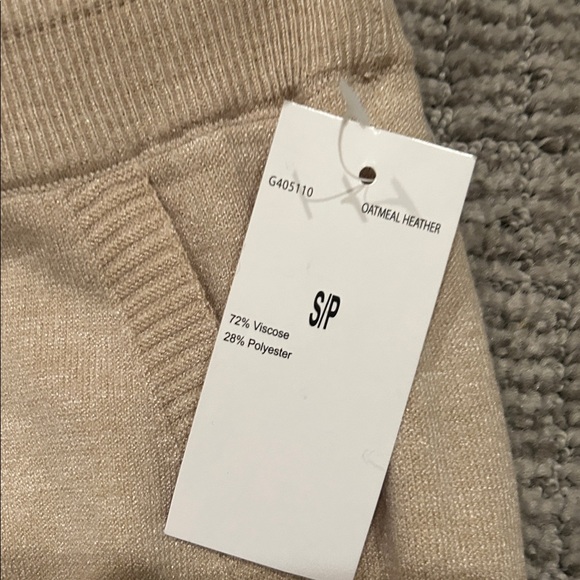 G405110
OATMEAL HEATHER
S/P
72% Viscose
28% Polyester